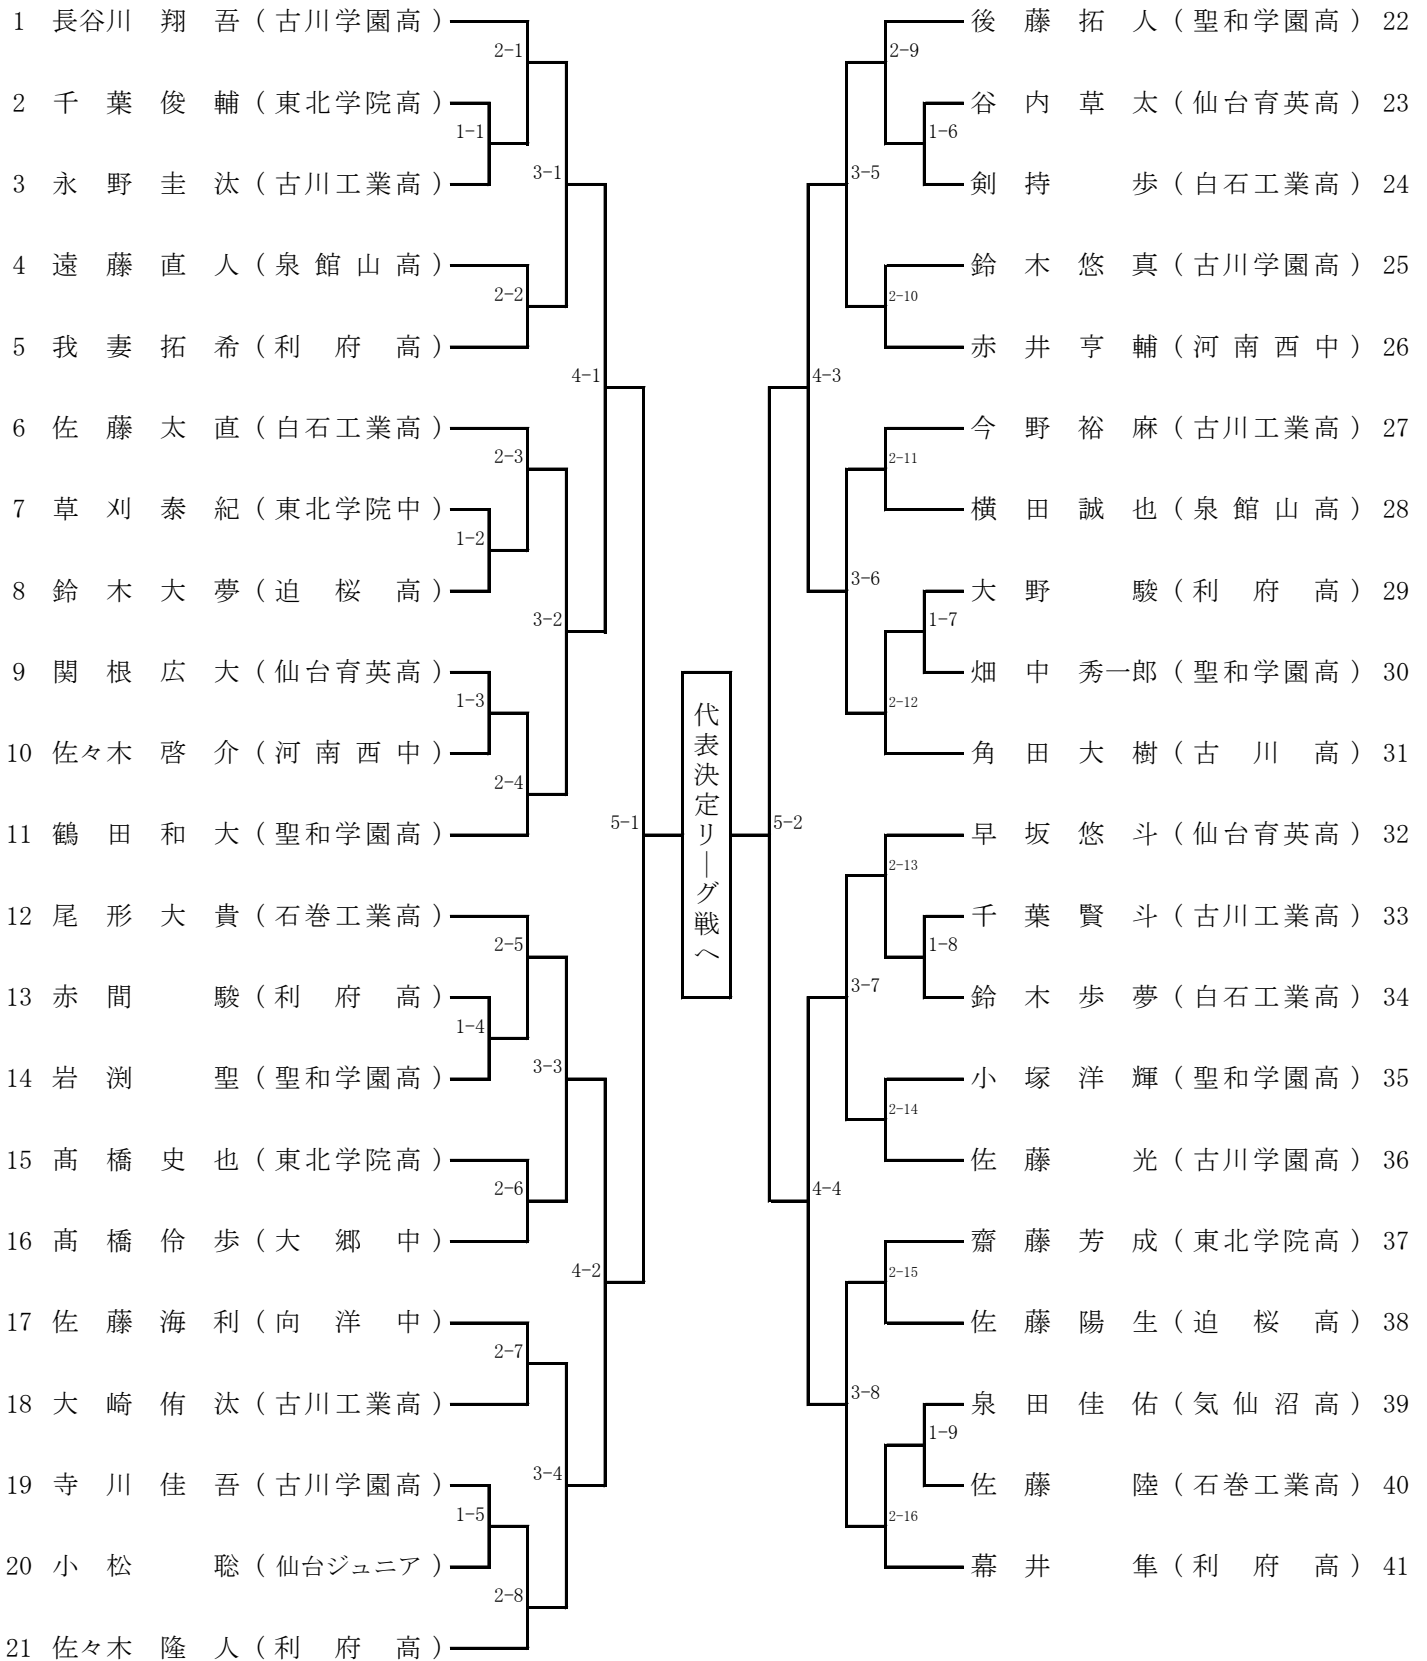 1 長谷川 翔 吾 ( 古川学園高 )
2-1
2 千 葉 俊 輔 ( 東北学院高 )
1-1
3 永 野 圭 汰 ( 古川工業高 )
3-1
4 遠 藤 直 人 ( 泉 館 山 高 )
2-2
5 我 妻 拓 希 ( 利 府 高 )
4-1
6 佐 藤 太 直 ( 白石工業高 )
2-3
7 草 刈 泰 紀 ( 東北学院中 )
1-2
8 鈴 木 大 夢 ( 迫 桜 高 )
3-2
9 関 根 広 大 ( 仙台育英高 )
1-3
10 佐々木 啓 介 ( 河 南 西 中 )
2-4
11 鶴 田 和 大 ( 聖和学園高 )
5-1
12 尾 形 大 貴 ( 石巻工業高 )
2-5
13 赤 間 駿 ( 利 府 高 )
1-4
14 岩 渕 聖 ( 聖和学園高 )
3-3
15 髙 橋 史 也 ( 東北学院高 )
2-6
16 髙 橋 伶 歩 ( 大 郷 中 )
4-2
17 佐 藤 海 利 ( 向 洋 中 )
2-7
18 大 崎 侑 汰 ( 古川工業高 )
3-4
19 寺 川 佳 吾 ( 古川学園高 )
1-5
20 小 松 聡 ( 仙台ジュニア )
2-8
21 佐々木 隆 人 ( 利 府 高 )
代表決定リーグ戦へ
後 藤 拓 人 ( 聖和学園高 ) 22
2-9
谷 内 草 太 ( 仙台育英高 ) 23
1-6
剣 持 歩 ( 白石工業高 ) 24
3-5
鈴 木 悠 真 ( 古川学園高 ) 25
2-10
赤 井 亨 輔 ( 河 南 西 中 ) 26
4-3
今 野 裕 麻 ( 古川工業高 ) 27
2-11
横 田 誠 也 ( 泉 館 山 高 ) 28
3-6
大 野 駿 ( 利 府 高 ) 29
1-7
畑 中 秀一郎 ( 聖和学園高 ) 30
2-12
角 田 大 樹 ( 古 川 高 ) 31
5-2
早 坂 悠 斗 ( 仙台育英高 ) 32
2-13
千 葉 賢 斗 ( 古川工業高 ) 33
1-8
鈴 木 歩 夢 ( 白石工業高 ) 34
3-7
小 塚 洋 輝 ( 聖和学園高 ) 35
2-14
佐 藤 光 ( 古川学園高 ) 36
4-4
齋 藤 芳 成 ( 東北学院高 ) 37
2-15
佐 藤 陽 生 ( 迫 桜 高 ) 38
3-8
泉 田 佳 佑 ( 気 仙 沼 高 ) 39
1-9
佐 藤 陸 ( 石巻工業高 ) 40
2-16
幕 井 隼 ( 利 府 高 ) 41